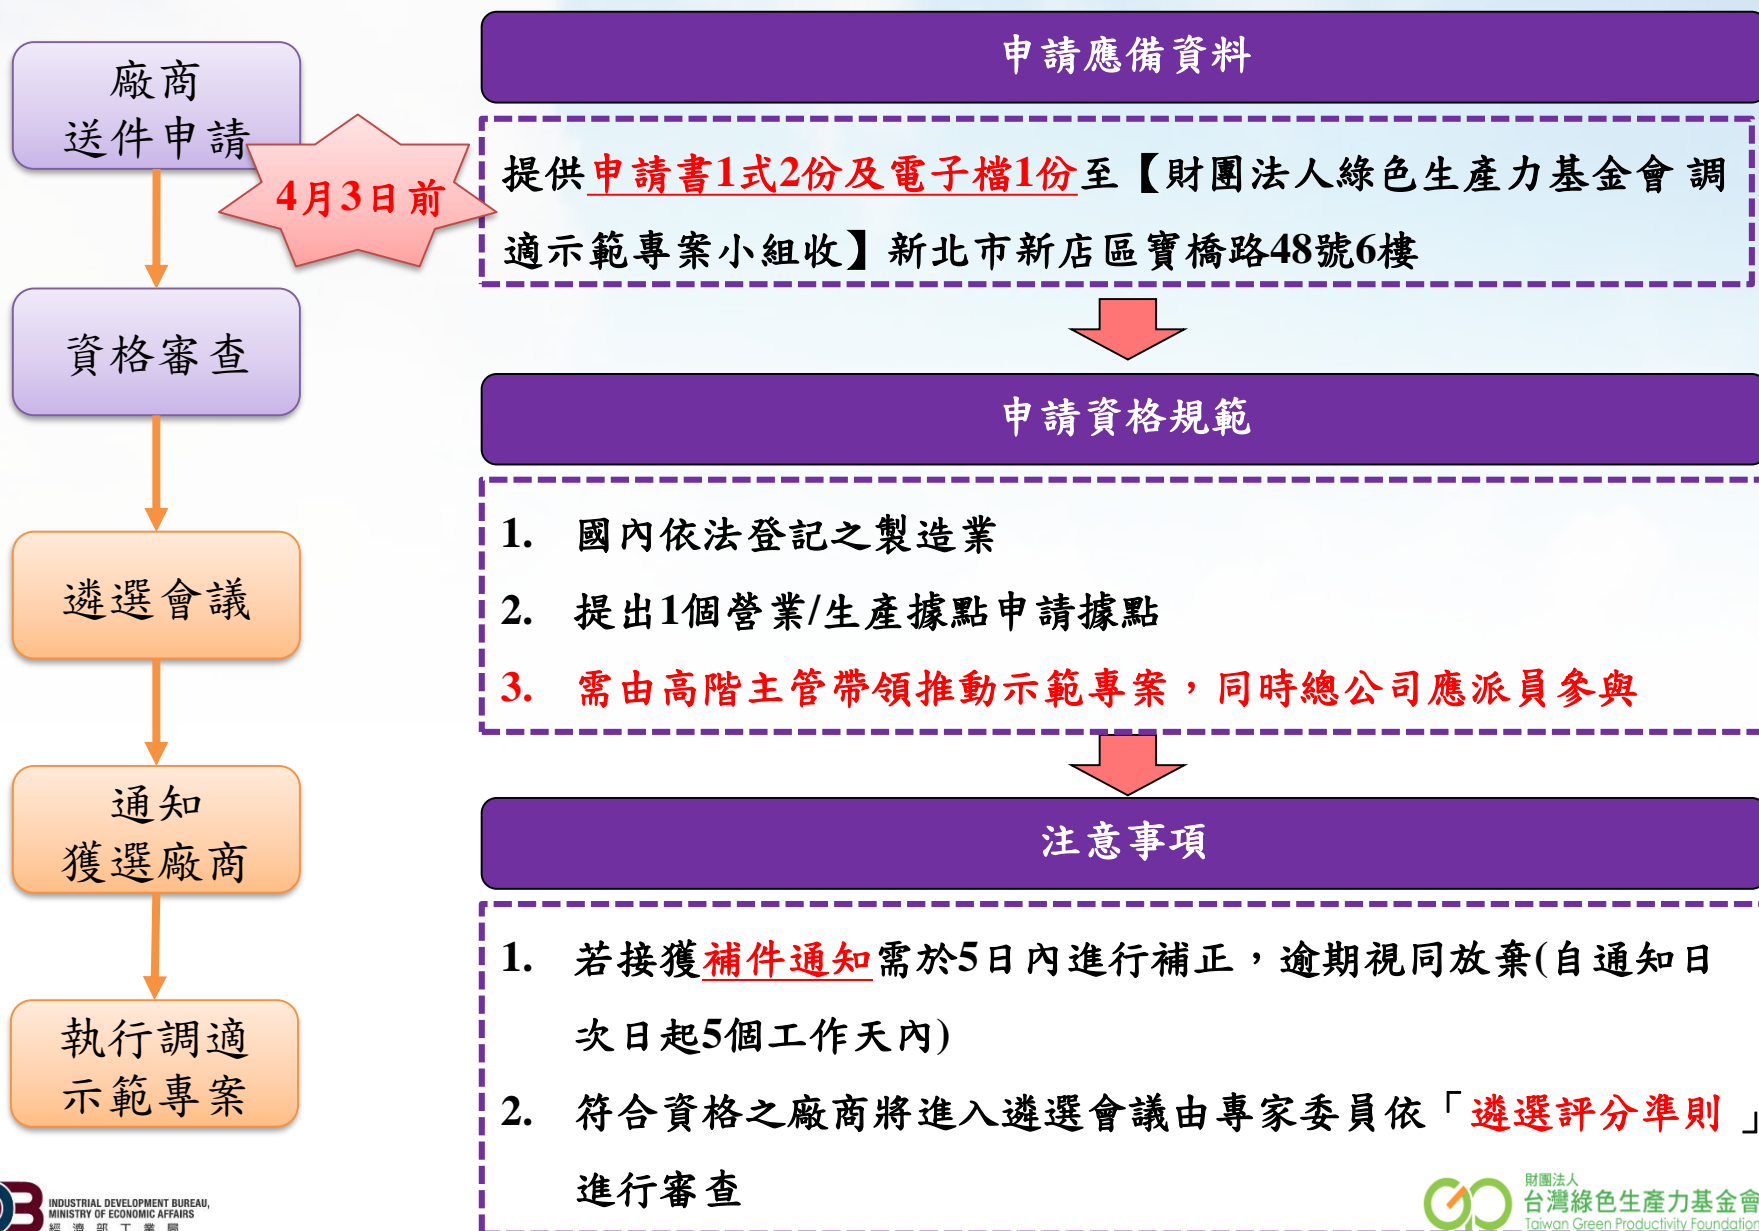 廠商
送件申請
4月3日前
資格審查
遴選會議
通知
獲選廠商
執行調適
示範專案
申請應備資料
提供申請書1式2份及電子檔1份至【財團法人綠色生產力基金會 調
適示範專案小組收】新北市新店區寶橋路48號6樓
申請資格規範
1. 國內依法登記之製造業
2. 提出1個營業/生產據點申請據點
3. 需由高階主管帶領推動示範專案，同時總公司應派員參與
注意事項
1. 若接獲補件通知需於5日內進行補正，逾期視同放棄(自通知日
次日起5個工作天內)
2. 符合資格之廠商將進入遴選會議由專家委員依「遴選評分準則」
進行審查
INDUSTRIAL DEVELOPMENT BUREAU,
MINISTRY OF ECONOMIC AFFAIRS
經濟部工業局
財團法人
台灣綠色生產力基金會
Taiwan Green Productivity Foundation